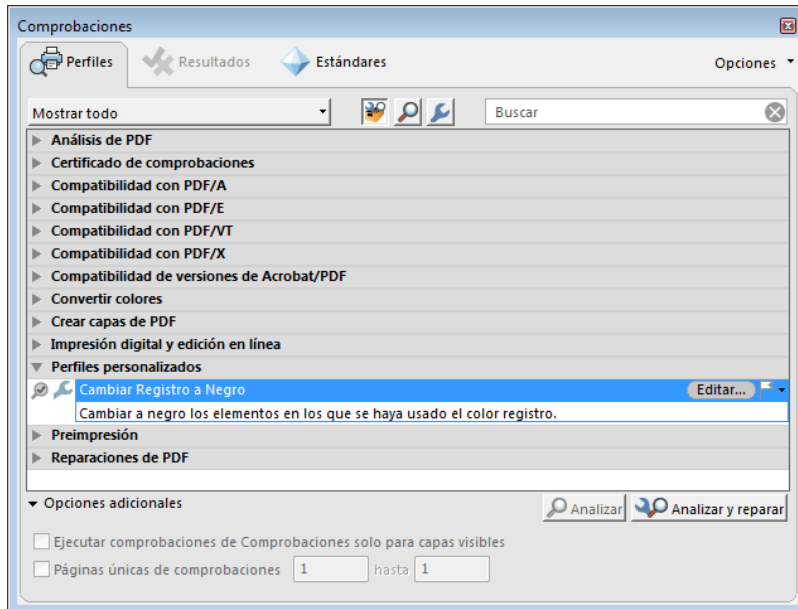 Comprobaciones
Perfiles Resultados Estándares Opciones
Mostrar todo Buscar
Análisis de PDF
Certificado de comprobaciones
Compatibilidad con PDF/A
Compatibilidad con PDF/E
Compatibilidad con PDF/VT
Compatibilidad con PDF/X
Compatibilidad de versiones de Acrobat/PDF
Convertir colores
Crear capas de PDF
Impresión digital y edición en línea
Perfiles personalizados
Cambiar Registro a Negro Editar...
Cambiar a negro los elementos en los que se haya usado el color registro.
Preimpresión
Reparaciones de PDF
Opciones adicionales Analizar Analizar y reparar
Ejecutar comprobaciones de Comprobaciones solo para capas visibles
Páginas únicas de comprobaciones 1 hasta 1